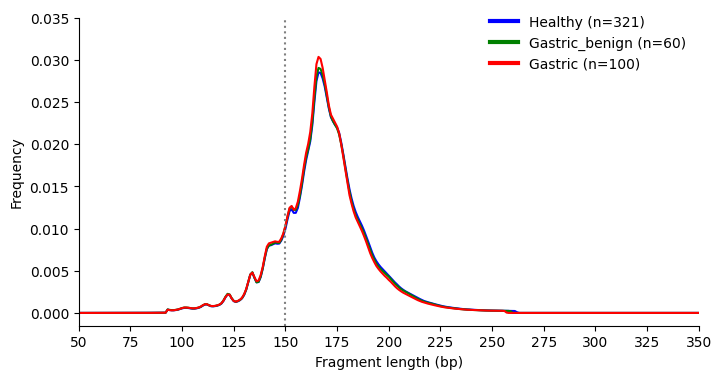 Healthy (n=321)
Gastric_benign (n=60)
Gastric (n=100)
Frequency
0.035
0.030
0.025
0.020
0.015
0.010
0.005
0.000
50 75 100 125 150 175 200 225 250 275 300 325 350
Fragment length (bp)